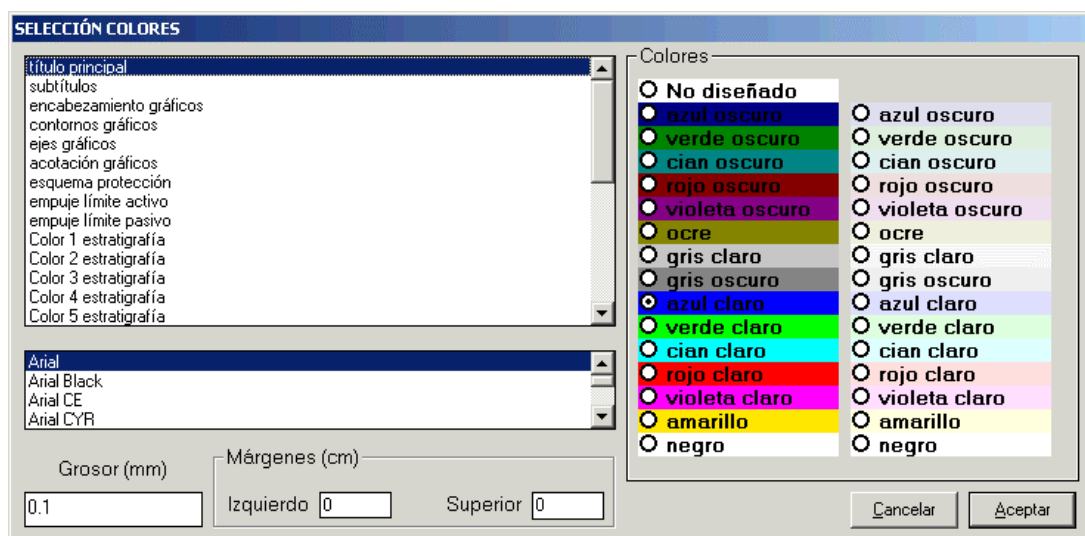 SELECCIÓN COLORES
título principal
subtítulos
encabezamiento gráficos
contornos gráficos
ejes gráficos
acotación gráficos
esquema protección
empuje límite activo
empuje límite pasivo
Color 1 estratigrafía
Color 2 estratigrafía
Color 3 estratigrafía
Color 4 estratigrafía
Color 5 estratigrafía
Arial
Arial Black
Arial CE
Arial CYR
Grosor (mm)
0.1
Márgenes (cm)
Izquierdo 0 Superior 0
Colores
No diseñado
azul oscuro azul oscuro
verde oscuro verde oscuro
cian oscuro cian oscuro
rojo oscuro rojo oscuro
violeta oscuro violeta oscuro
ocre ocre
gris claro gris claro
gris oscuro gris oscuro
azul claro azul claro
verde claro verde claro
cian claro cian claro
rojo claro rojo claro
violeta claro violeta claro
amarillo amarillo
negro negro
Cancelar Aceptar